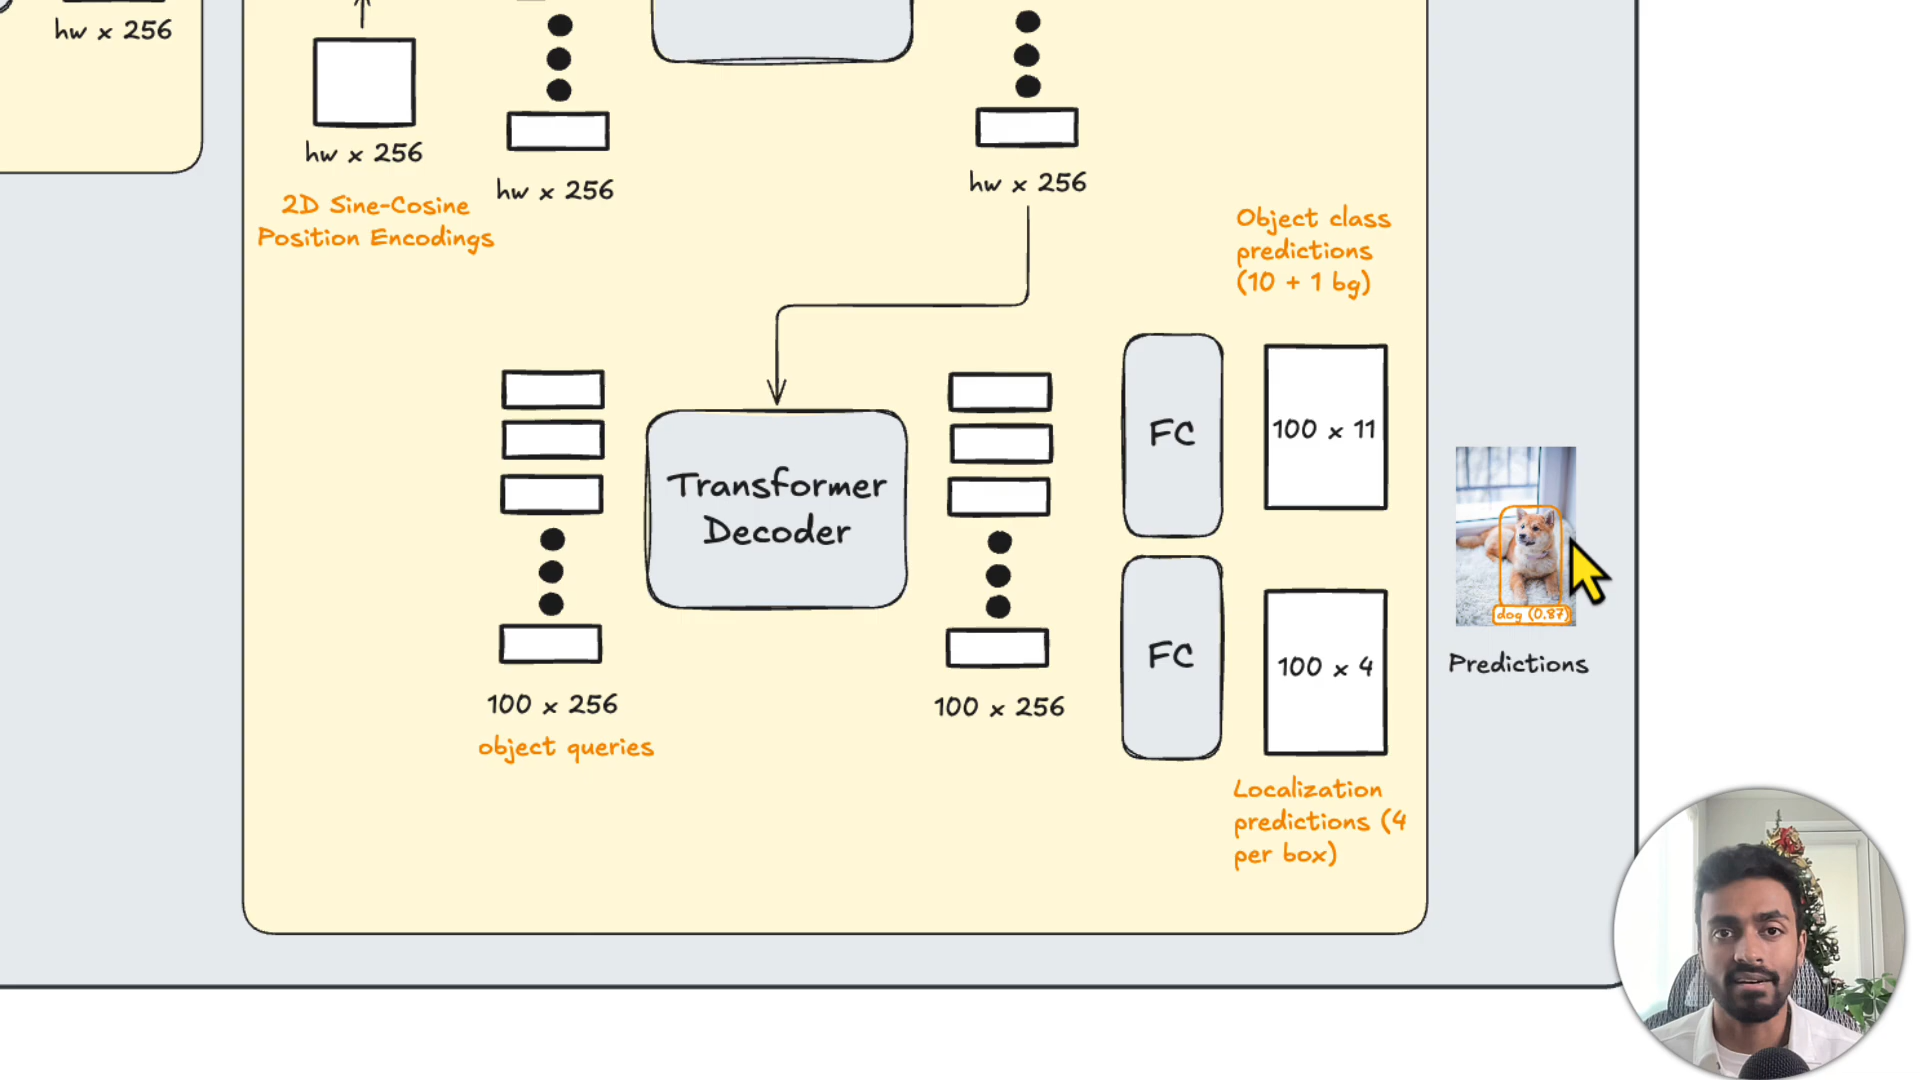 hw x 256
hw x 256
2D Sine-Cosine
Position Encodings
hw x 256
hw x 256
Object class
predictions
(10 + 1 bg)
Transformer
Decoder
FC
100 x 11
FC
100 x 4
dog (0.87)
Predictions
100 x 256
object queries
100 x 256
Localization
predictions (4
per box)